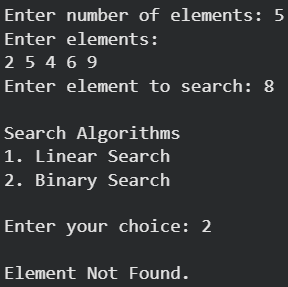 Enter number of elements: 5
Enter elements:
2 5 4 6 9
Enter element to search: 8
Search Algorithms
1. Linear Search
2. Binary Search
Enter your choice: 2
Element Not Found.